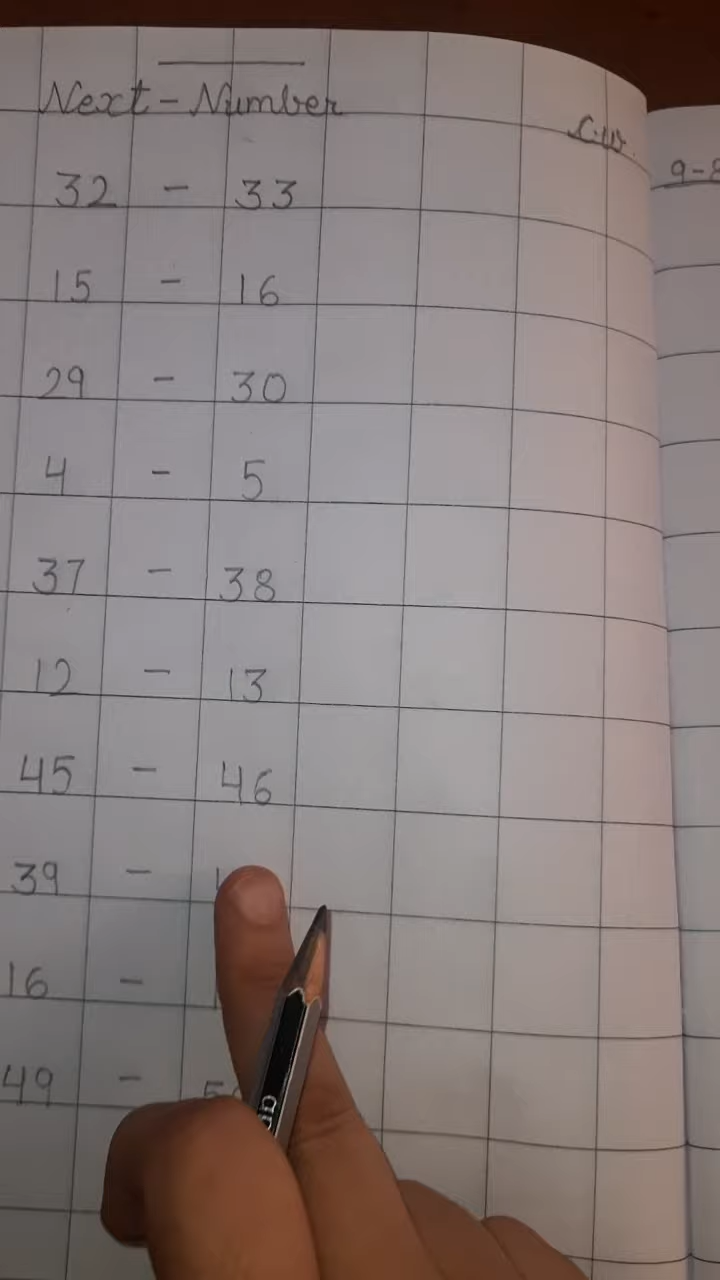 Next - Number
C.W.
9-8
32 - 33
15 - 16
29 - 30
4 - 5
37 - 38
12 - 13
45 - 46
39 -
16 -
49 - 5